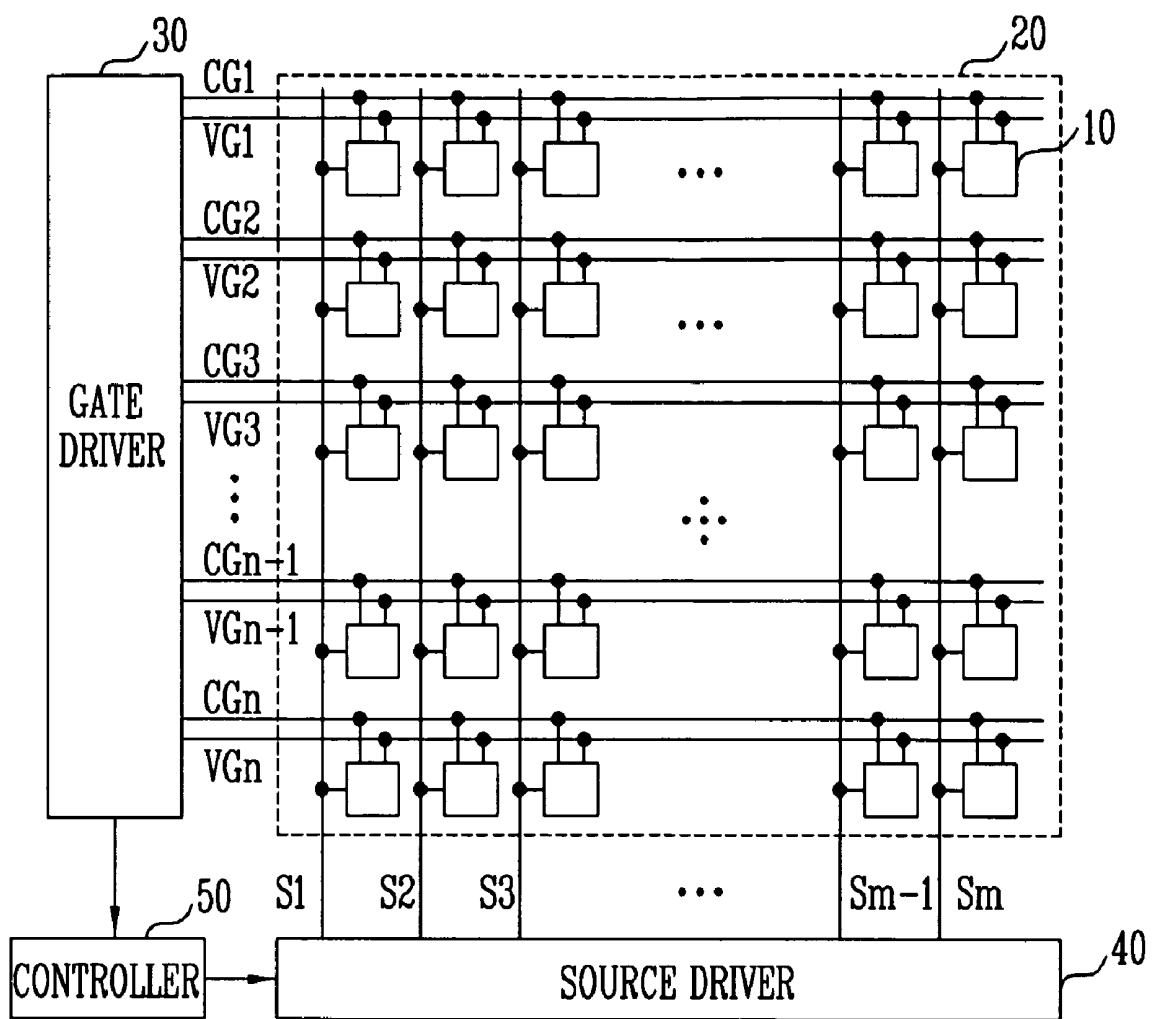 30
20
CG1
VG1
10
CG2
VG2
CG3
VG3
GATE
DRIVER
CGn-1
VGn-1
CGn
VGn
S1 S2 S3 Sm-1 Sm
50
CONTROLLER
SOURCE DRIVER
40